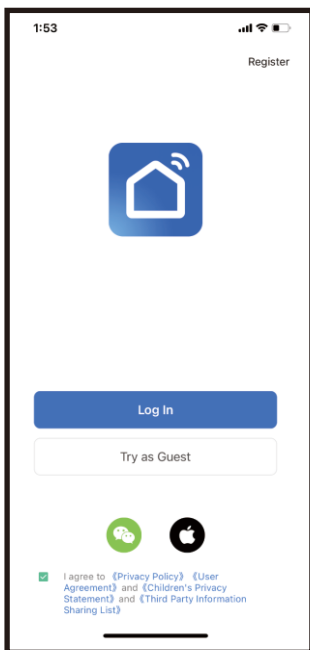 1:53
Register
Log In
Try as Guest
I agree to 《Privacy Policy》 《User
Agreement》 and 《Children's Privacy
Statement》 and 《Third Party Information
Sharing List》